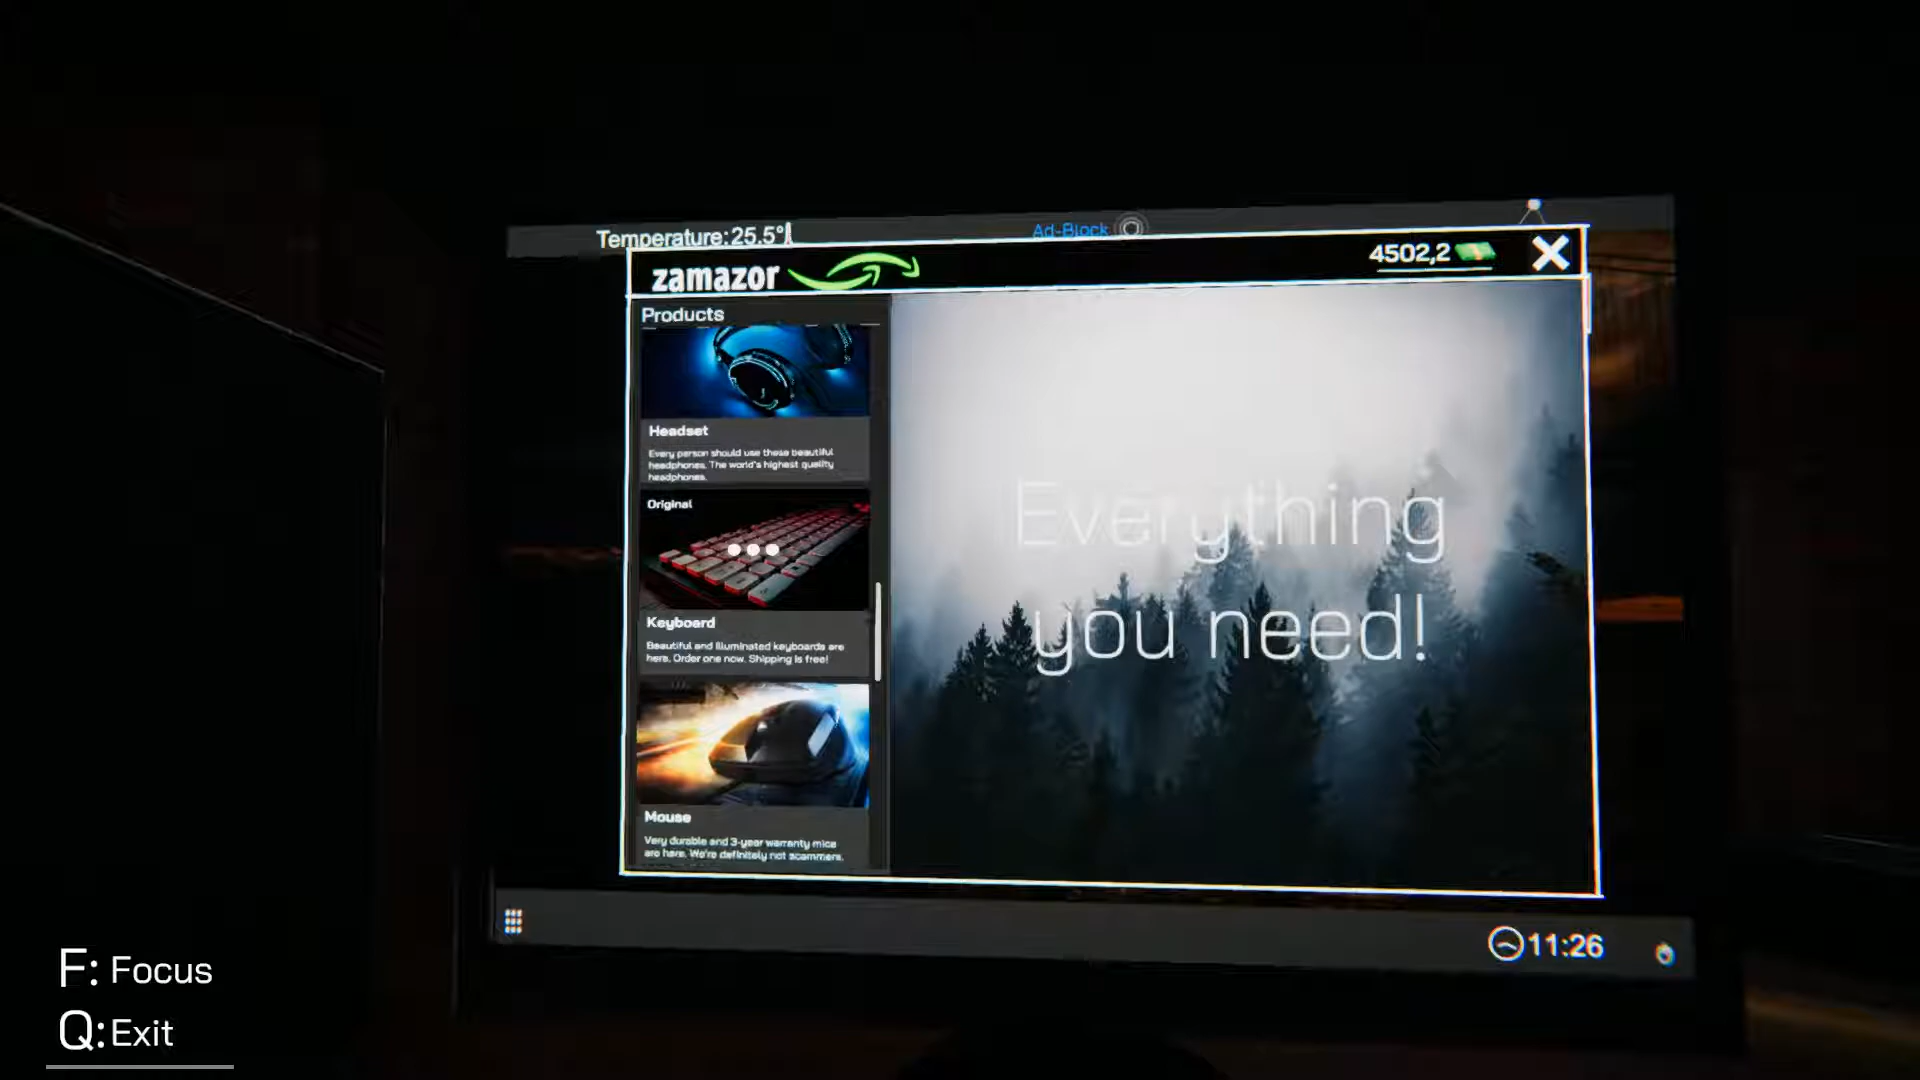 Temperature:25.5°
Ad-Block
zamazor
4502,2
Products
Headset
Every person should use these beautiful
headphones. The world's highest quality
headphones.
Original
Keyboard
Beautiful and illuminated keyboards are
here. Order one now. Shipping is free!
Mouse
Very durable and 3-year warranty mice
are here. We're definitely not scammers.
Everything
you need!
11:26
F: Focus
Q: Exit